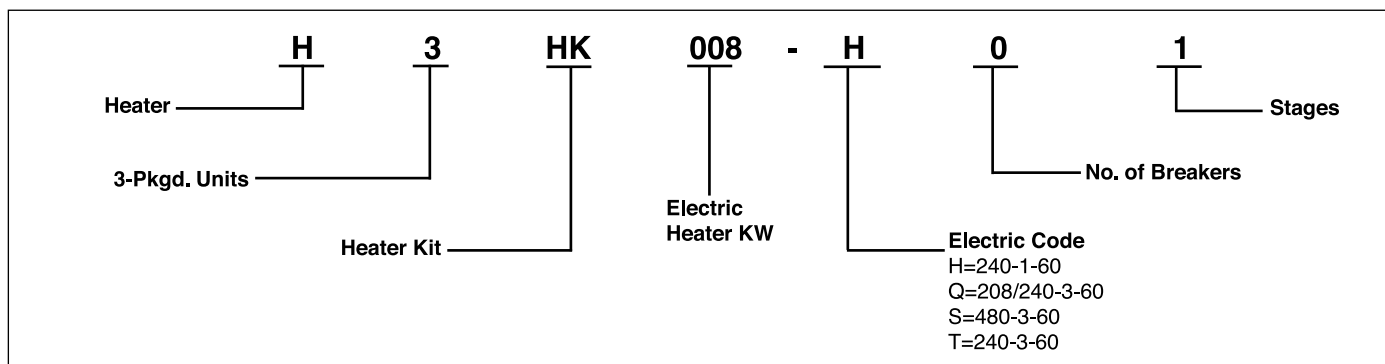 H 3 HK 008 - H 0 1
Heater
Stages
3-Pkgd. Units
No. of Breakers
Electric
Heater KW
Heater Kit
Electric Code
H=240-1-60
Q=208/240-3-60
S=480-3-60
T=240-3-60